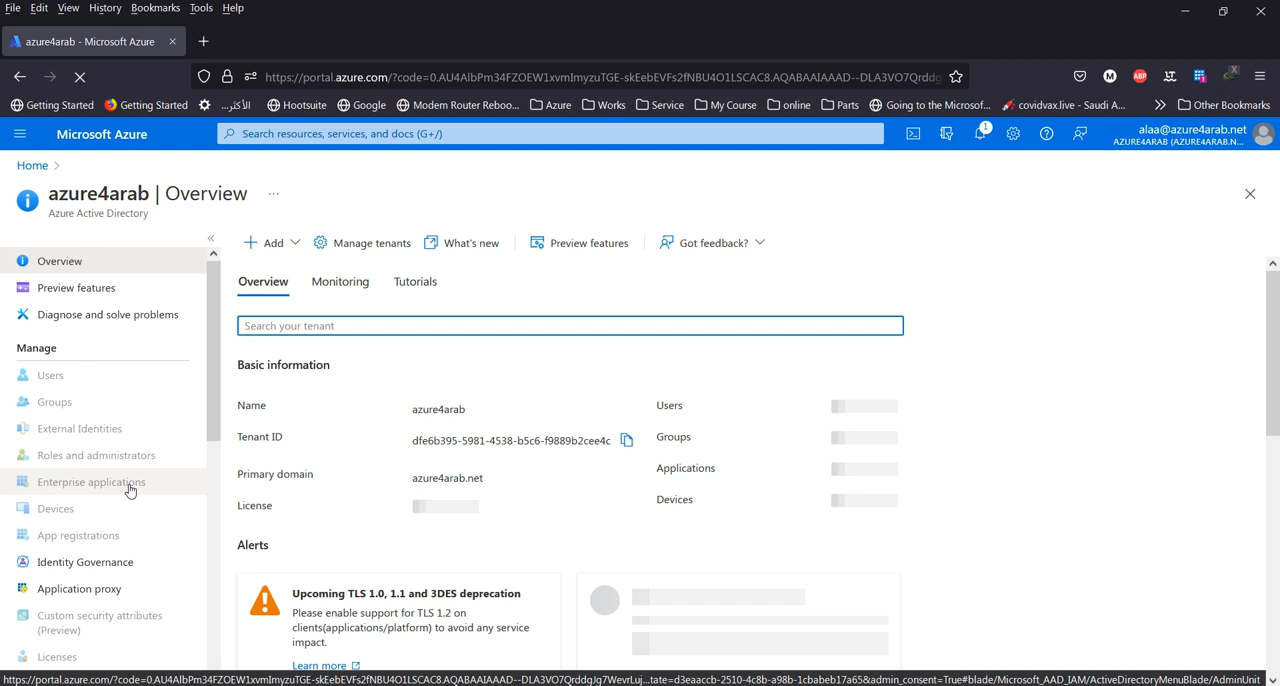 File Edit View History Bookmarks Tools Help
azure4arab - Microsoft Azure
https://portal.azure.com/?code=0.AU4AlbPm34FZOEW1xvmImyzuTGE-skEebEVFs2fNBU4O1LSCAC8.AQABAAIAAAD--DLA3VO7Qrddg
Getting Started Getting Started الأكثر... Hootsuite Google Modem Router Reboo... Azure Works Service My Course online Parts Going to the Microsof... covidvax.live - Saudi A... Other Bookmarks
Microsoft Azure
Search resources, services, and docs (G+/)
1
alaa@azure4arab.net
AZURE4ARAB (AZURE4ARAB.N...
Home
azure4arab | Overview ...
Azure Active Directory
Add Manage tenants What's new Preview features Got feedback?
Overview
Preview features
Diagnose and solve problems
Manage
Users
Groups
External Identities
Roles and administrators
Enterprise applications
Devices
App registrations
Identity Governance
Application proxy
Custom security attributes
(Preview)
Licenses
Overview Monitoring Tutorials
Search your tenant
Basic information
Name azure4arab
Tenant ID dfe6b395-5981-4538-b5c6-f9889b2cee4c
Primary domain azure4arab.net
License
Users
Groups
Applications
Devices
Alerts
Upcoming TLS 1.0, 1.1 and 3DES deprecation
Please enable support for TLS 1.2 on
clients(applications/platform) to avoid any service
impact.
Learn more
https://portal.azure.com/?code=0.AU4AlbPm34FZOEW1xvmImyzuTGE-skEebEVFs2fNBU4O1LSCAC8.AQABAAIAAAD--DLA3VO7QrddgJg7WevrLuj...tate=d3eaaccb-2510-4c8b-a98b-1cbabeb17a65&admin_consent=True#blade/Microsoft_AAD_IAM/ActiveDirectoryMenuBlade/AdminUnit